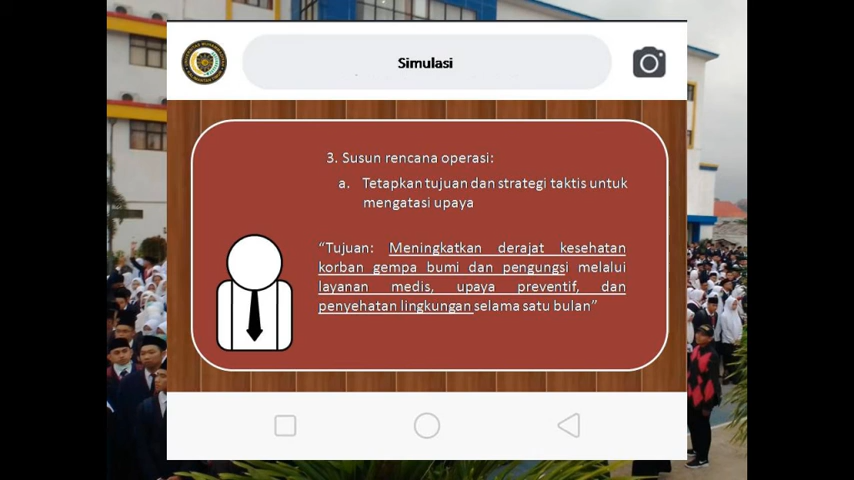 Simulasi
3. Susun rencana operasi:
a. Tetapkan tujuan dan strategi taktis untuk
mengatasi upaya
“Tujuan: Meningkatkan derajat kesehatan
korban gempa bumi dan pengungsi melalui
layanan medis, upaya preventif, dan
penyehatan lingkungan selama satu bulan”